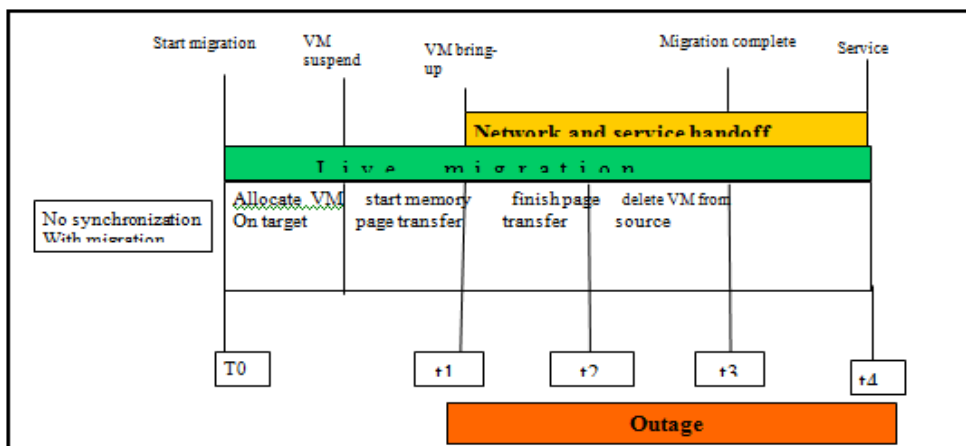 Start migration
VM
suspend
VM bring-
up
Migration complete
Service
Network and service handoff
Live migration
Allocate VM
On target
start memory
page transfer
finish page
transfer
delete VM from
source
No synchronization
With migration
T0
t1
t2
t3
t4
Outage